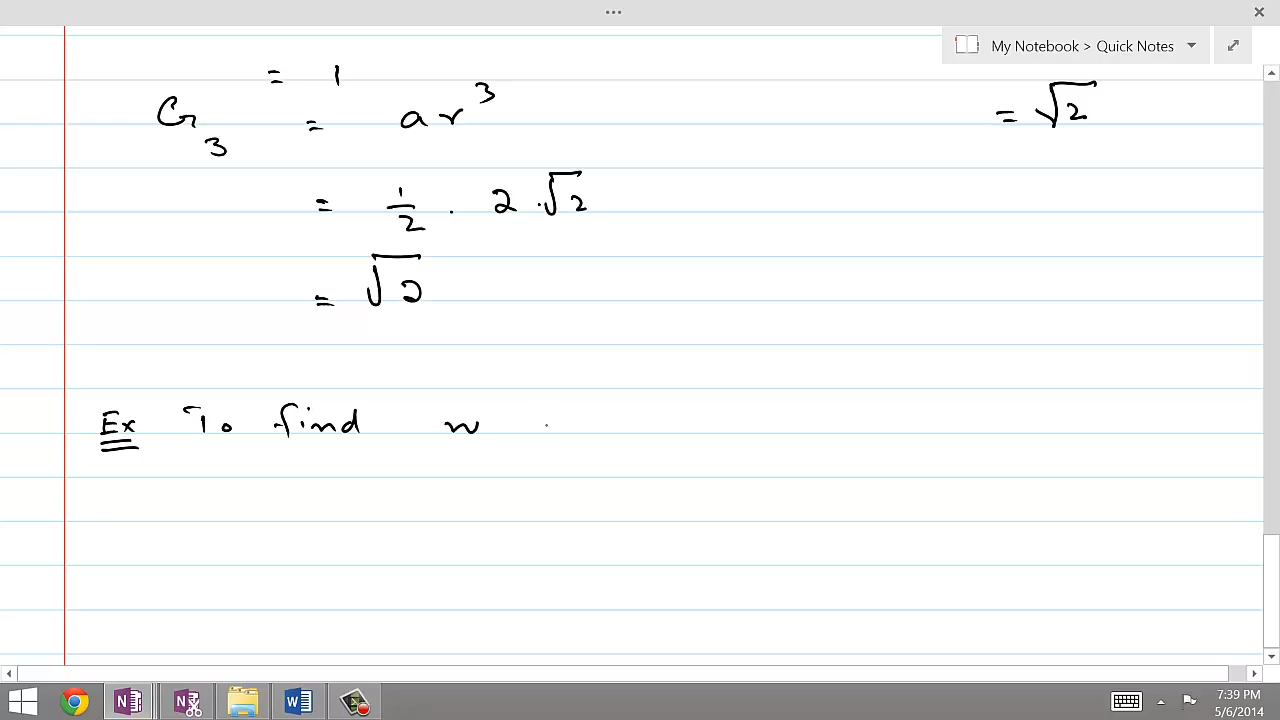 ...
My Notebook > Quick Notes
= 1
G₃ = ar³
= √2
= 1/2 . 2 . √2
= √2
Ex To find n
7:39 PM
5/6/2014